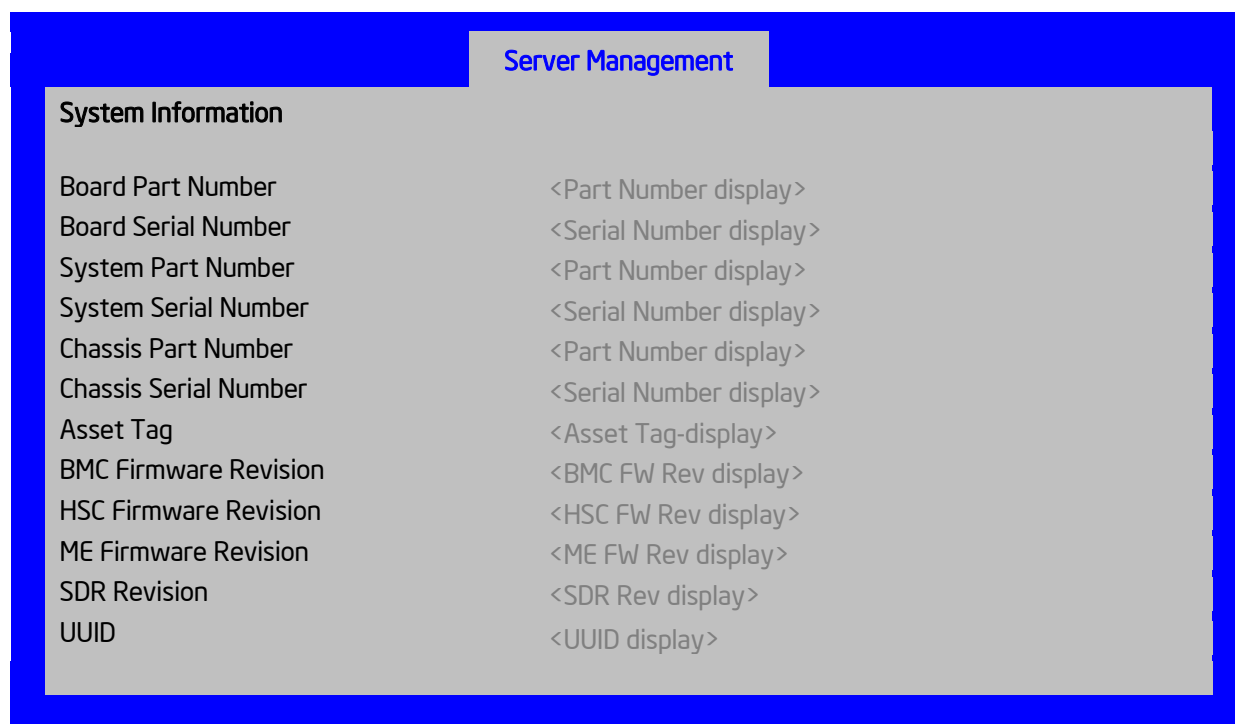 Server Management
System Information
Board Part Number <Part Number display>
Board Serial Number <Serial Number display>
System Part Number <Part Number display>
System Serial Number <Serial Number display>
Chassis Part Number <Part Number display>
Chassis Serial Number <Serial Number display>
Asset Tag <Asset Tag-display>
BMC Firmware Revision <BMC FW Rev display>
HSC Firmware Revision <HSC FW Rev display>
ME Firmware Revision <ME FW Rev display>
SDR Revision <SDR Rev display>
UUID <UUID display>